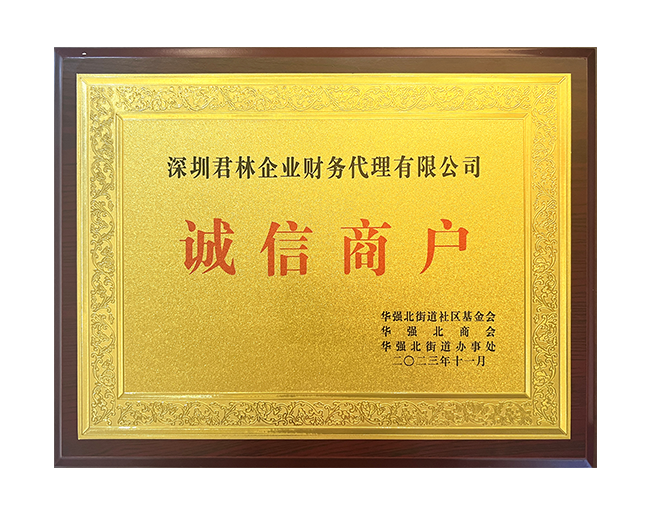 深圳君林企业财务代理有限公司
诚信商户
华强北街道社区基金会
华强北商会
华强北街道办事处
二〇二三年十一月